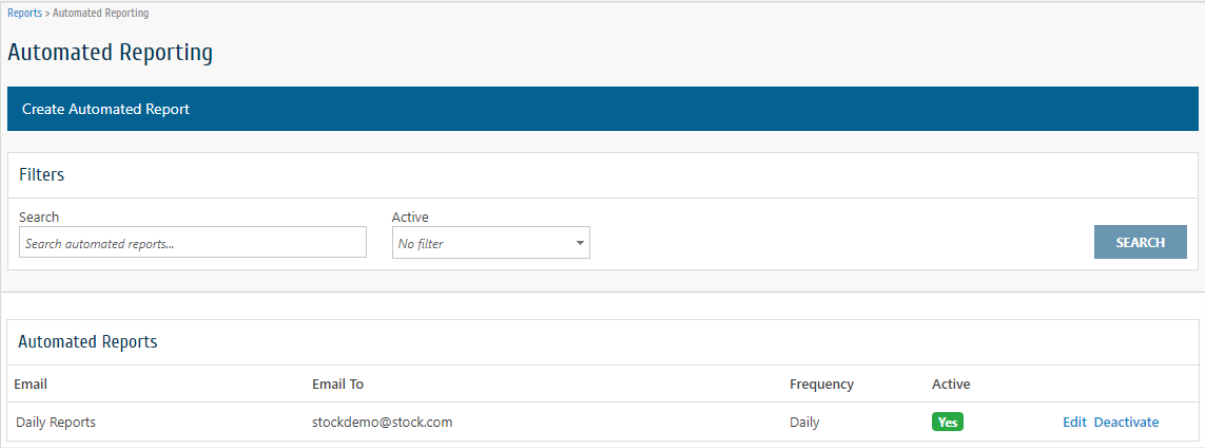 Reports > Automated Reporting
Automated Reporting
Create Automated Report
Filters
Search Active
Search automated reports... No filter SEARCH
Automated Reports
Email Email To Frequency Active
Daily Reports stockdemo@stock.com Daily Yes Edit Deactivate